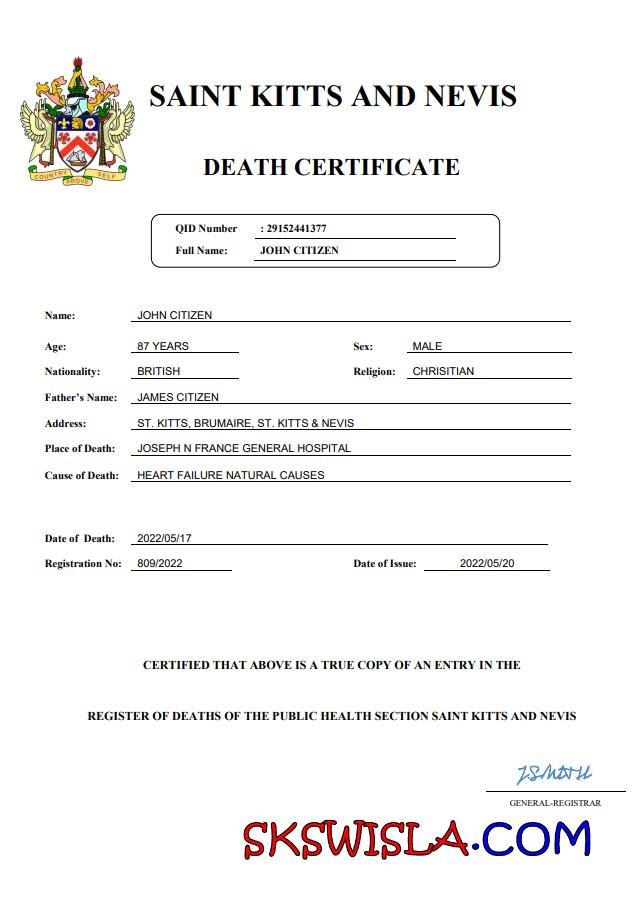 SAINT KITTS AND NEVIS
COUNTRY ABOVE SELF
DEATH CERTIFICATE
QID Number : 29152441377
Full Name: JOHN CITIZEN
Name: JOHN CITIZEN
Age: 87 YEARS Sex: MALE
Nationality: BRITISH Religion: CHRISITIAN
Father's Name: JAMES CITIZEN
Address: ST. KITTS, BRUMAIRE, ST. KITTS & NEVIS
Place of Death: JOSEPH N FRANCE GENERAL HOSPITAL
Cause of Death: HEART FAILURE NATURAL CAUSES
Date of Death: 2022/05/17
Registration No: 809/2022 Date of Issue: 2022/05/20
CERTIFIED THAT ABOVE IS A TRUE COPY OF AN ENTRY IN THE
REGISTER OF DEATHS OF THE PUBLIC HEALTH SECTION SAINT KITTS AND NEVIS
GENERAL-REGISTRAR
SKSWISLA.COM